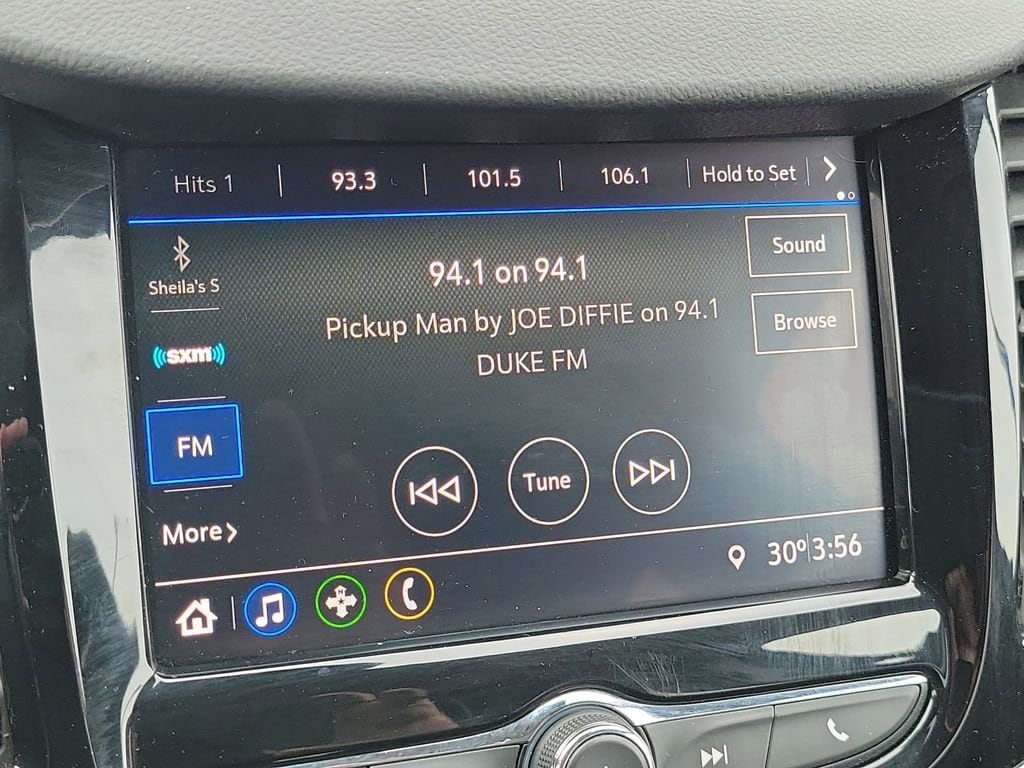 Hits 1 93.3 101.5 106.1 Hold to Set
Sheila's S
sxm
FM
More
94.1 on 94.1
Pickup Man by JOE DIFFIE on 94.1
DUKE FM
Sound
Browse
Tune
30° 3:56